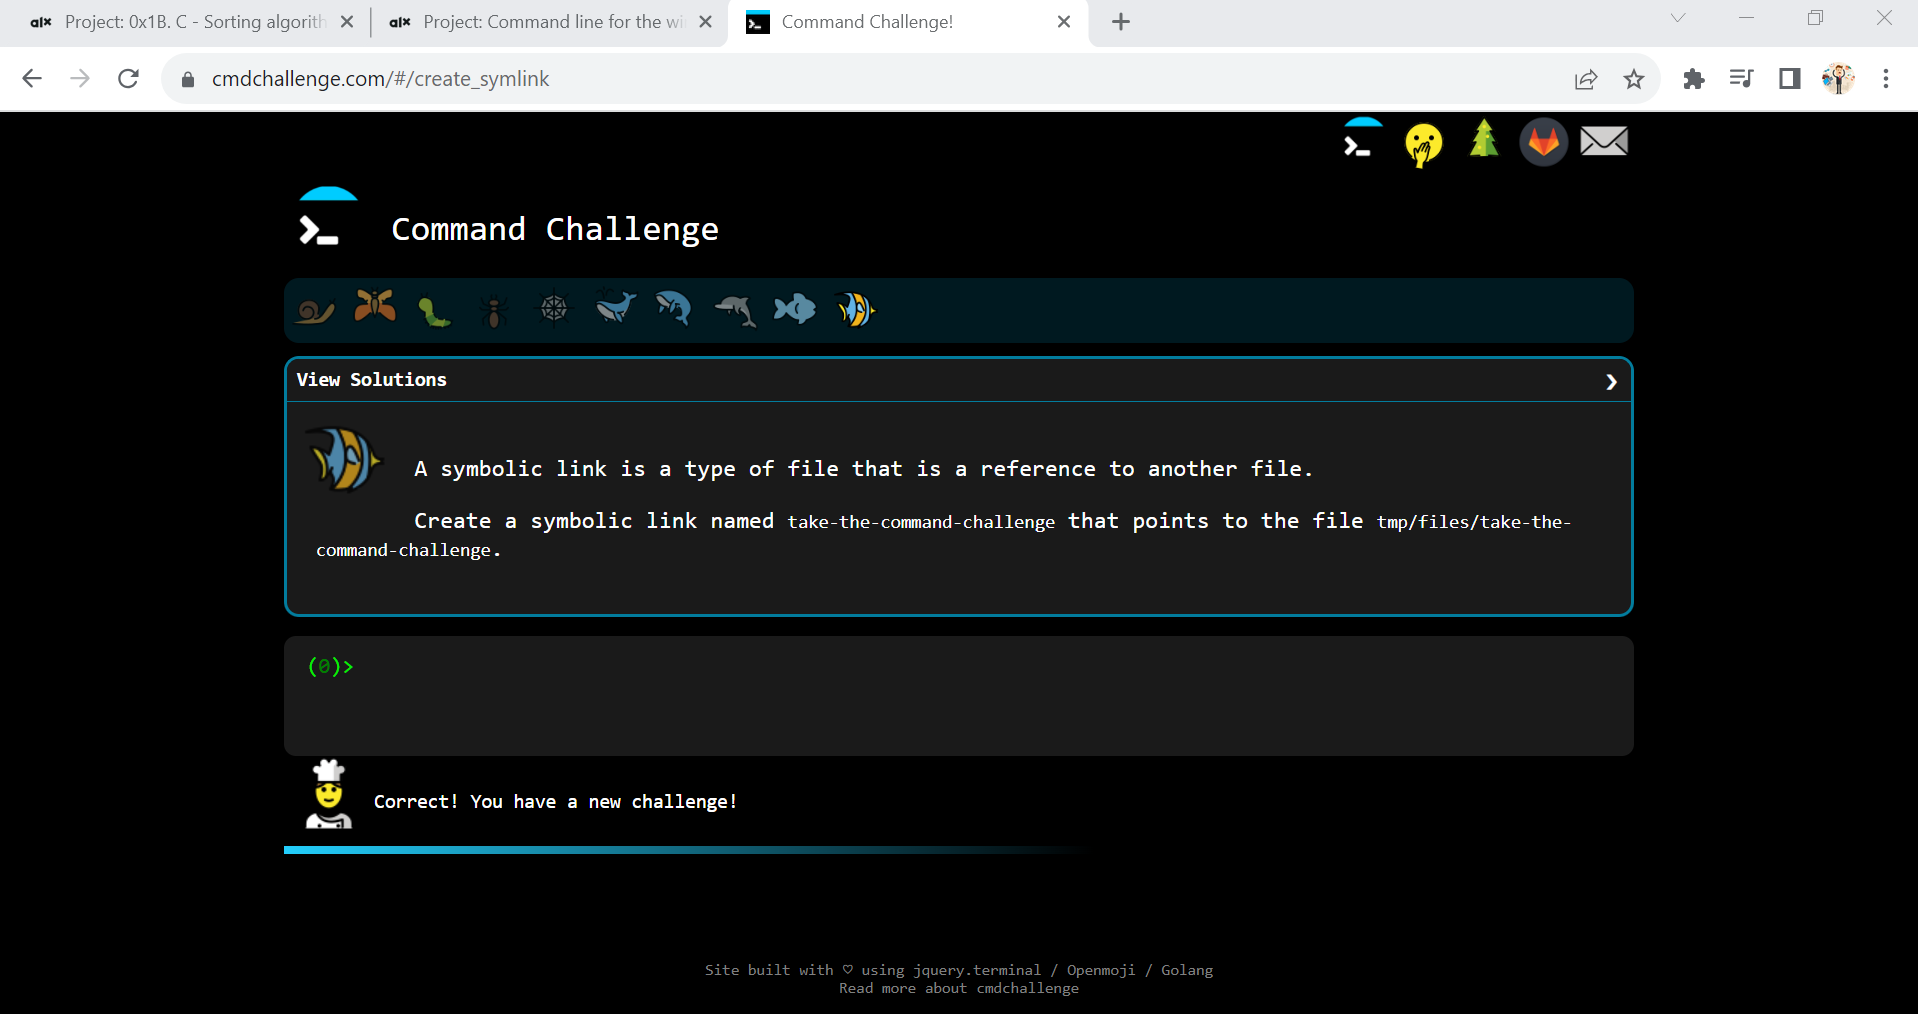 alx Project: 0x1B. C - Sorting algorith
alx Project: Command line for the wi
Command Challenge!
cmdchallenge.com/#/create_symlink
Command Challenge
View Solutions
A symbolic link is a type of file that is a reference to another file.
Create a symbolic link named take-the-command-challenge that points to the file tmp/files/take-the-
command-challenge.
(0)>
Correct! You have a new challenge!
Site built with ♡ using jquery.terminal / Openmoji / Golang
Read more about cmdchallenge